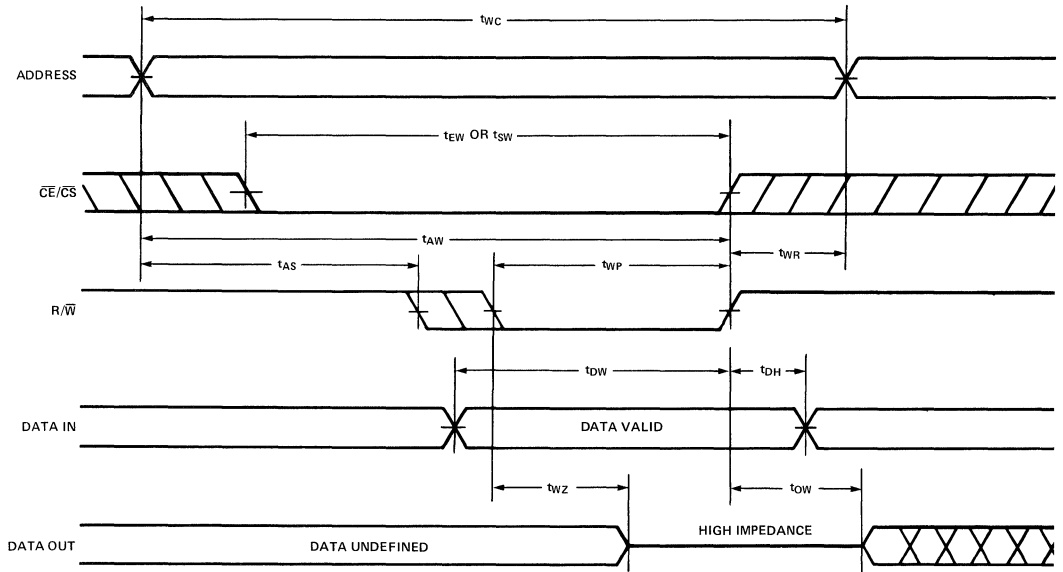 tWC
ADDRESS
tEW OR tSW
CE/CS
tAW
tWR
tAS
tWP
R/W
tDW
tDH
DATA IN
DATA VALID
tWZ
tOW
HIGH IMPEDANCE
DATA OUT
DATA UNDEFINED